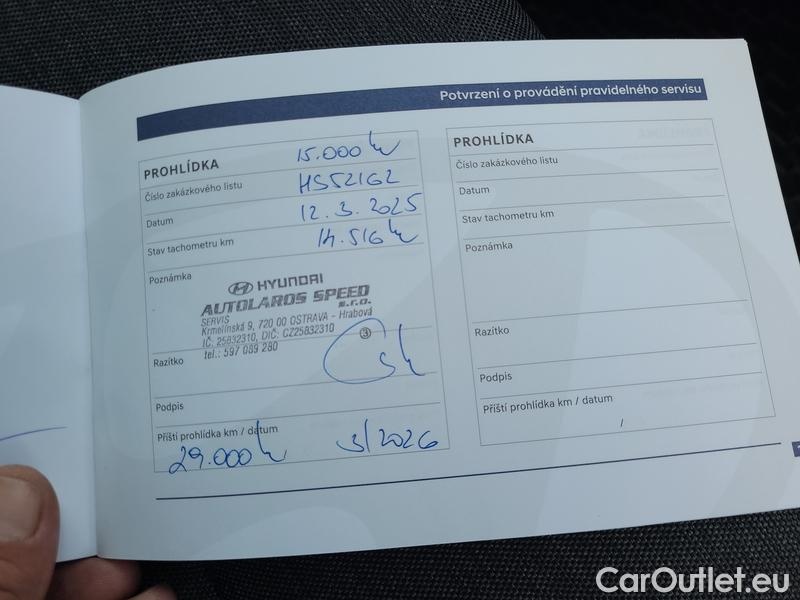 Potvrzení o provádění pravidelného servisu
PROHLÍDKA 15.000 km
Číslo zakázkového listu HS52162
Datum 12.3.2025
Stav tachometru km 14.516 km
Poznámka
HYUNDAI
AUTOLAROS SPEED
s.r.o.
SERVIS
Krmelínská 9, 720 00 OSTRAVA - Hrabová
IČ: 25832310, DIČ: CZ25832310
tel.: 597 089 280
3
Razítko
Podpis
Příští prohlídka km / datum
29.000 km 3/2026
PROHLÍDKA
Číslo zakázkového listu
Datum
Stav tachometru km
Poznámka
Razítko
Podpis
Příští prohlídka km / datum
/
CarOutlet.eu